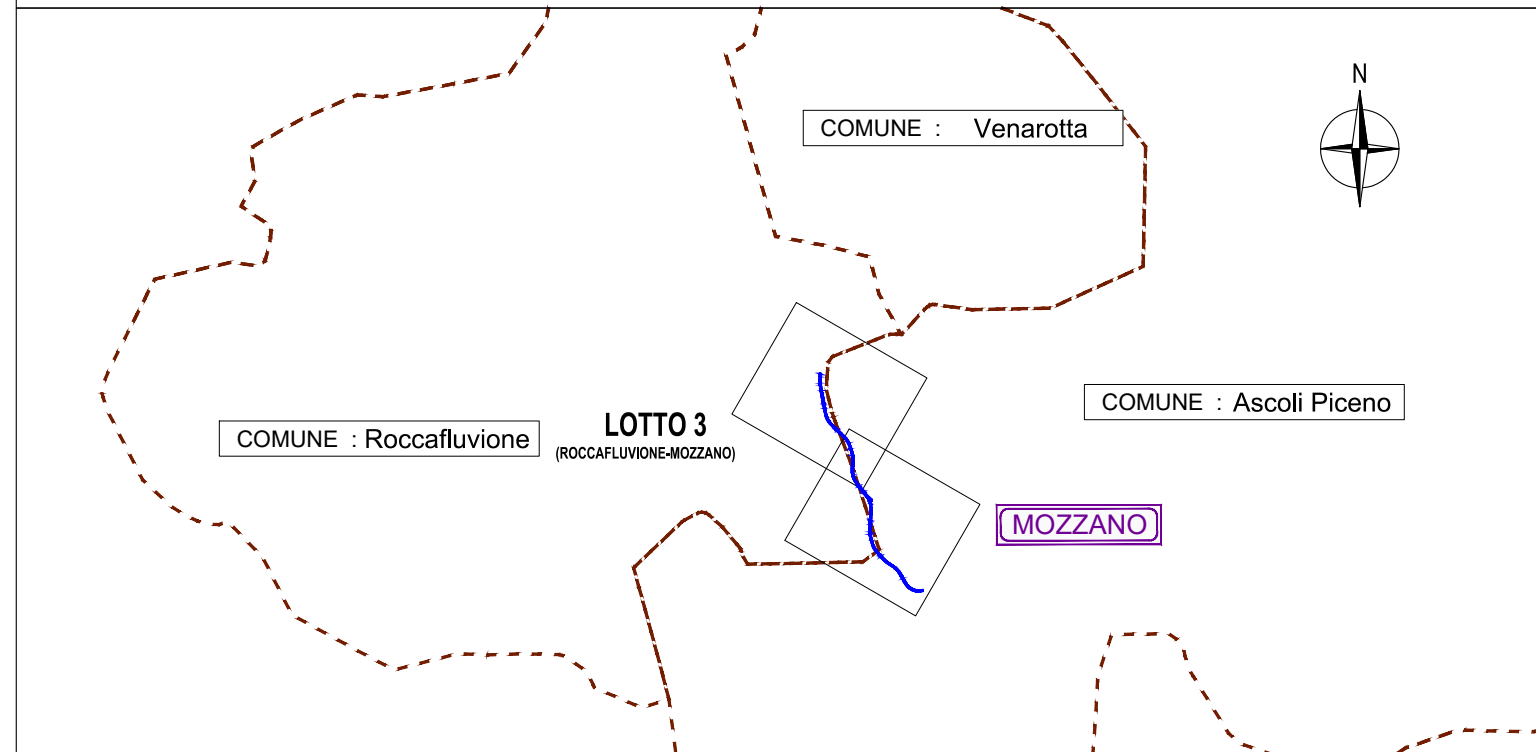 N
COMUNE : Venarotta
COMUNE : Ascoli Piceno
LOTTO 3
COMUNE : Roccafluvione
(ROCCAFLUVIONE-MOZZANO)
MOZZANO